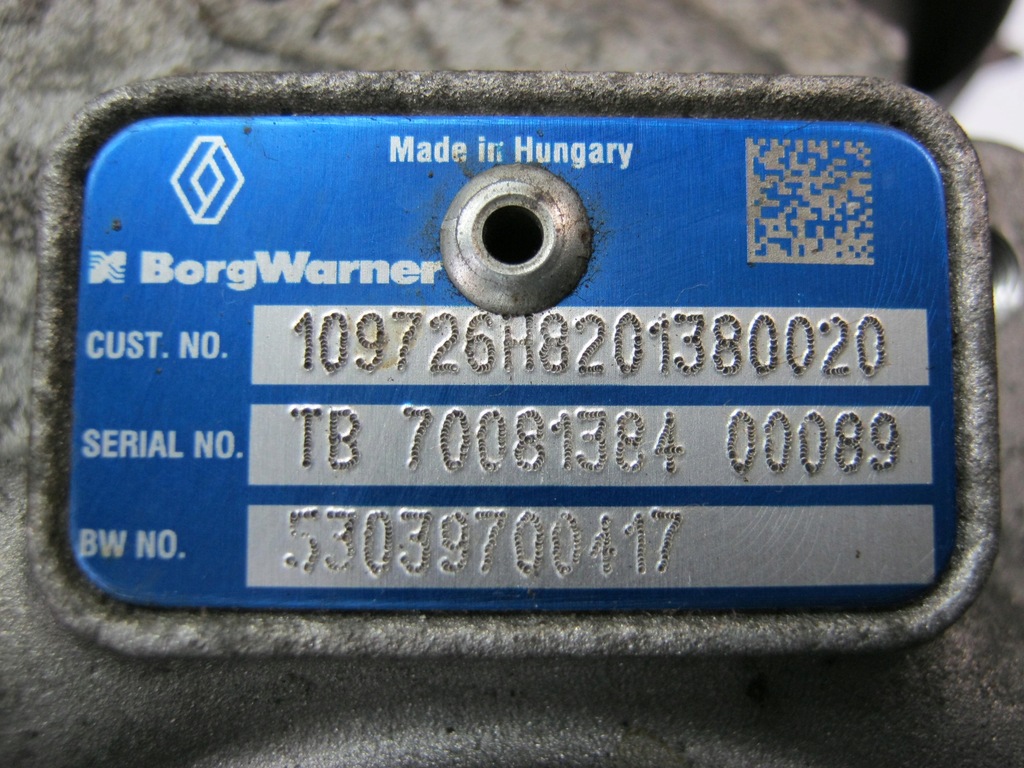 Made in Hungary
BorgWarner
CUST. NO. 109726H8201380020
SERIAL NO. TB 70081384 00089
BW NO. 53039700417